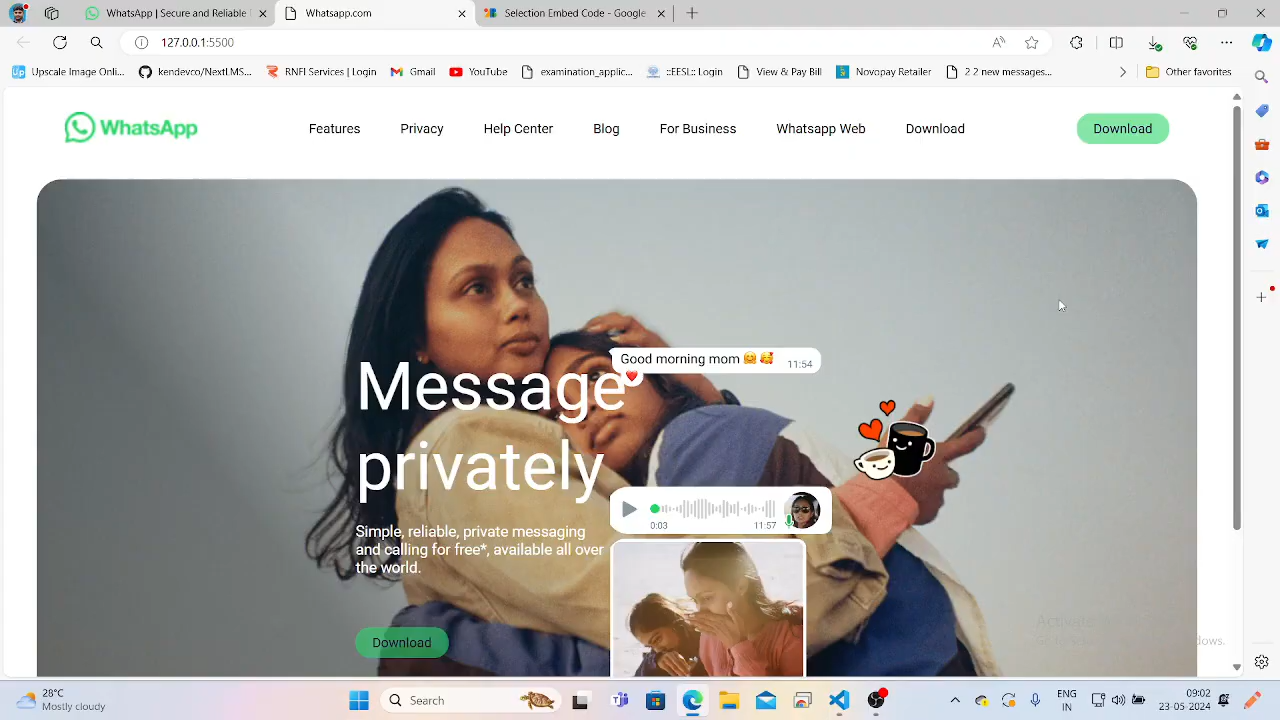 WhatsApp | Secure and Reliable
Whatsapp.com
Selection Embed Code - Google
127.0.0.1:5500
Upscale Image Onli...
kendevco/NextLMS...
RNFI Services | Login
Gmail
YouTube
examination_applic...
::EESL:: Login
View & Pay Bill
Novopay Retailer
2 2 new messages...
Other favorites
WhatsApp
Features
Privacy
Help Center
Blog
For Business
Whatsapp Web
Download
Download
Good morning mom 🤗 🥰
11:54
Message
privately
0:03
11:57
Simple, reliable, private messaging
and calling for free*, available all over
the world.
Download
28°C
Mostly cloudy
Search
ENG
IN
09:02
23-05-2024